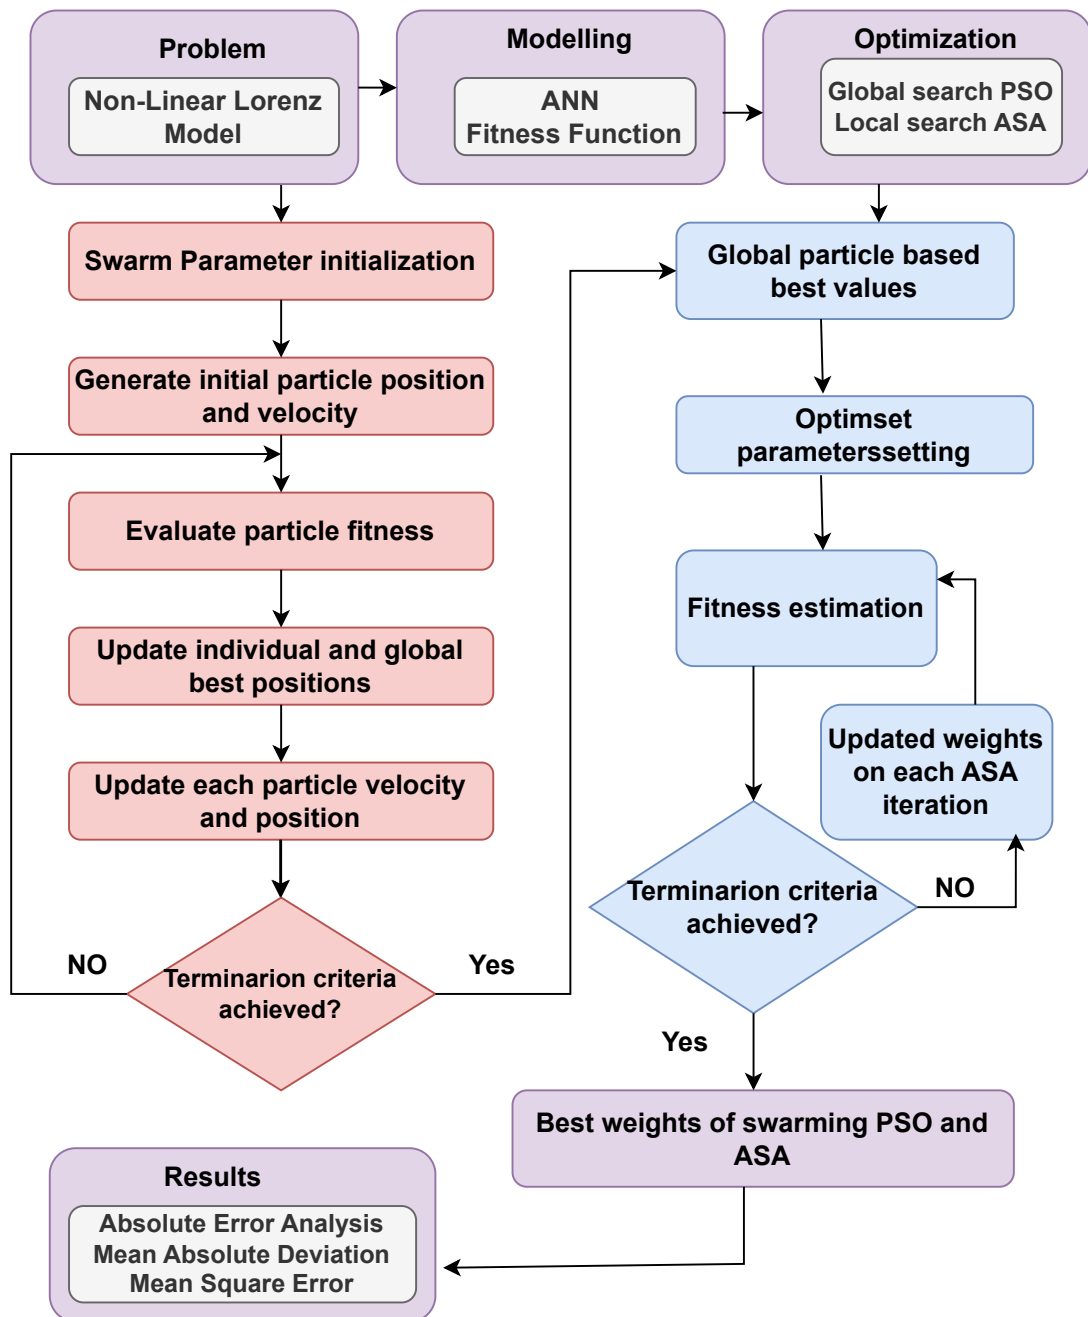 Problem
Non-Linear Lorenz
Model
Modelling
ANN
Fitness Function
Optimization
Global search PSO
Local search ASA
Swarm Parameter initialization
Generate initial particle position
and velocity
Evaluate particle fitness
Update individual and global
best positions
Update each particle velocity
and position
Terminarion criteria
achieved?
NO
Yes
Global particle based
best values
Optimset
parameterssetting
Fitness estimation
Updated weights
on each ASA
iteration
Terminarion criteria
achieved?
NO
Yes
Best weights of swarming PSO and
ASA
Results
Absolute Error Analysis
Mean Absolute Deviation
Mean Square Error